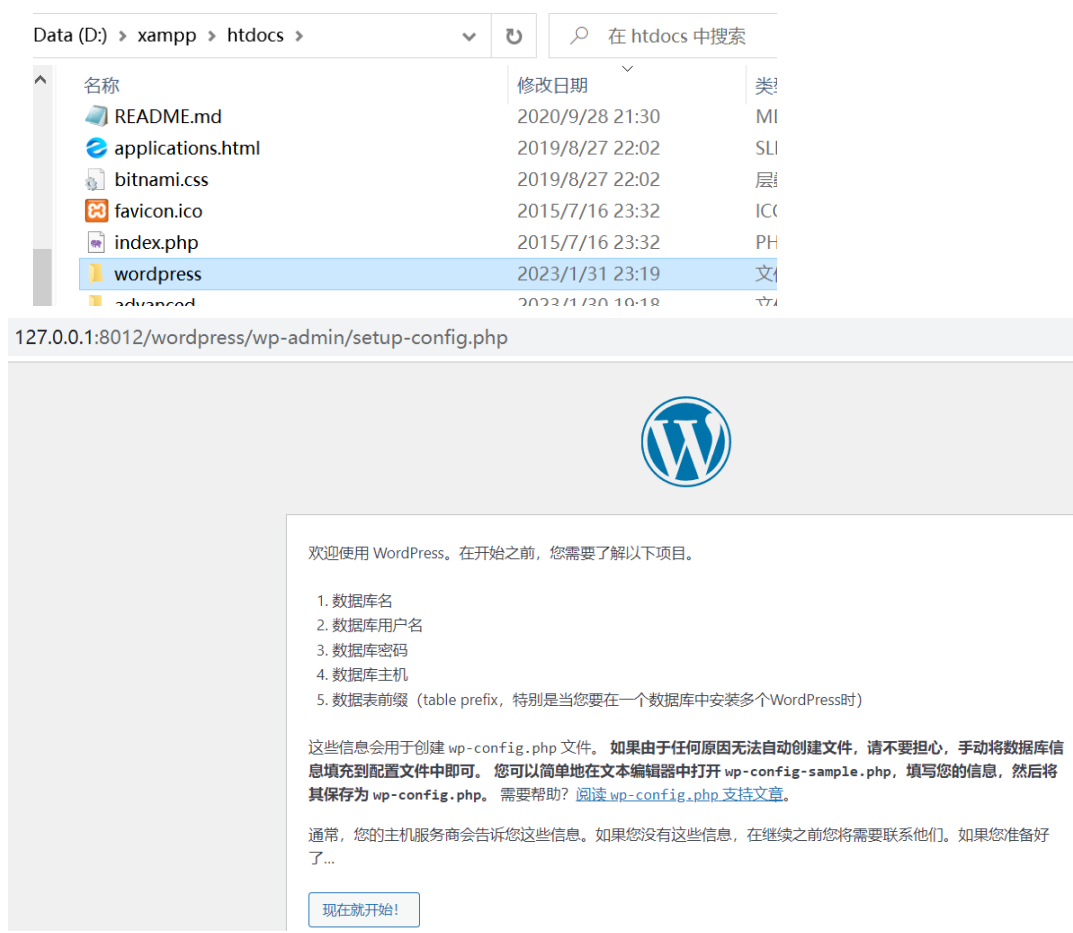 Data (D:) > xampp > htdocs >
在 htdocs 中搜索
名称 修改日期
README.md 2020/9/28 21:30
applications.html 2019/8/27 22:02
bitnami.css 2019/8/27 22:02
favicon.ico 2015/7/16 23:32
index.php 2015/7/16 23:32
wordpress 2023/1/31 23:19
advanced 2023/1/30 19:18
127.0.0.1:8012/wordpress/wp-admin/setup-config.php
欢迎使用 WordPress。在开始之前，您需要了解以下项目。
1. 数据库名
2. 数据库用户名
3. 数据库密码
4. 数据库主机
5. 数据表前缀（table prefix，特别是当您要在一个数据库中安装多个WordPress时）
这些信息会用于创建 wp-config.php 文件。 如果由于任何原因无法自动创建文件，请不要担心，手动将数据库信
息填充到配置文件中即可。 您可以简单地在文本编辑器中打开 wp-config-sample.php，填写您的信息，然后将
其保存为 wp-config.php。 需要帮助？阅读 wp-config.php 支持文章。
通常，您的主机服务商会告诉您这些信息。如果您没有这些信息，在继续之前您将需要联系他们。如果您准备好
了...
现在就开始！